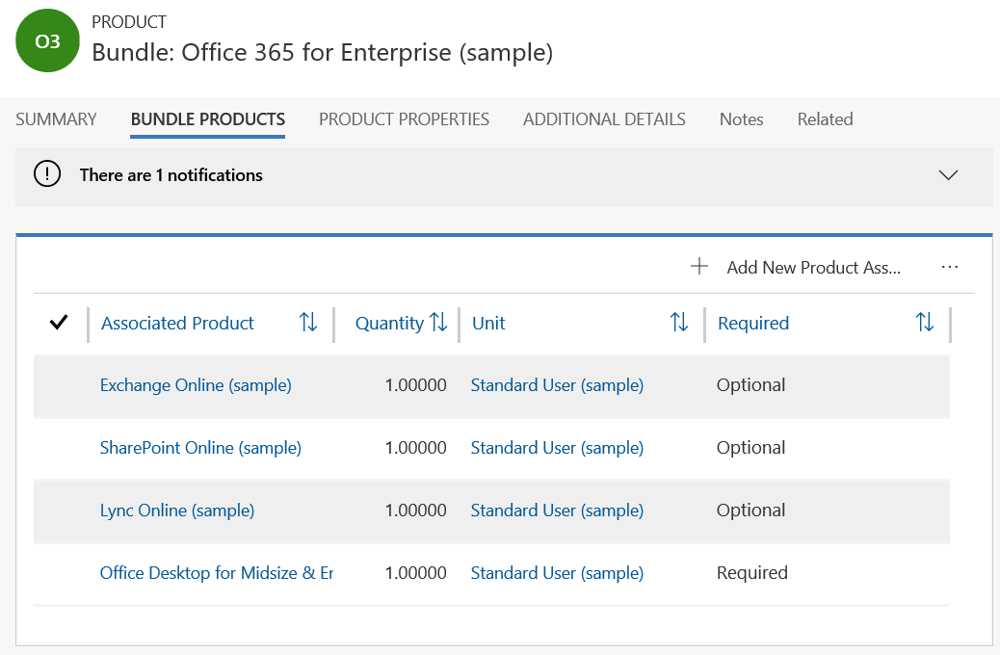 O3
PRODUCT
Bundle: Office 365 for Enterprise (sample)
SUMMARY BUNDLE PRODUCTS PRODUCT PROPERTIES ADDITIONAL DETAILS Notes Related
There are 1 notifications
Add New Product Ass... ...
Associated Product Quantity Unit Required
Exchange Online (sample) 1.00000 Standard User (sample) Optional
SharePoint Online (sample) 1.00000 Standard User (sample) Optional
Lync Online (sample) 1.00000 Standard User (sample) Optional
Office Desktop for Midsize & Er 1.00000 Standard User (sample) Required